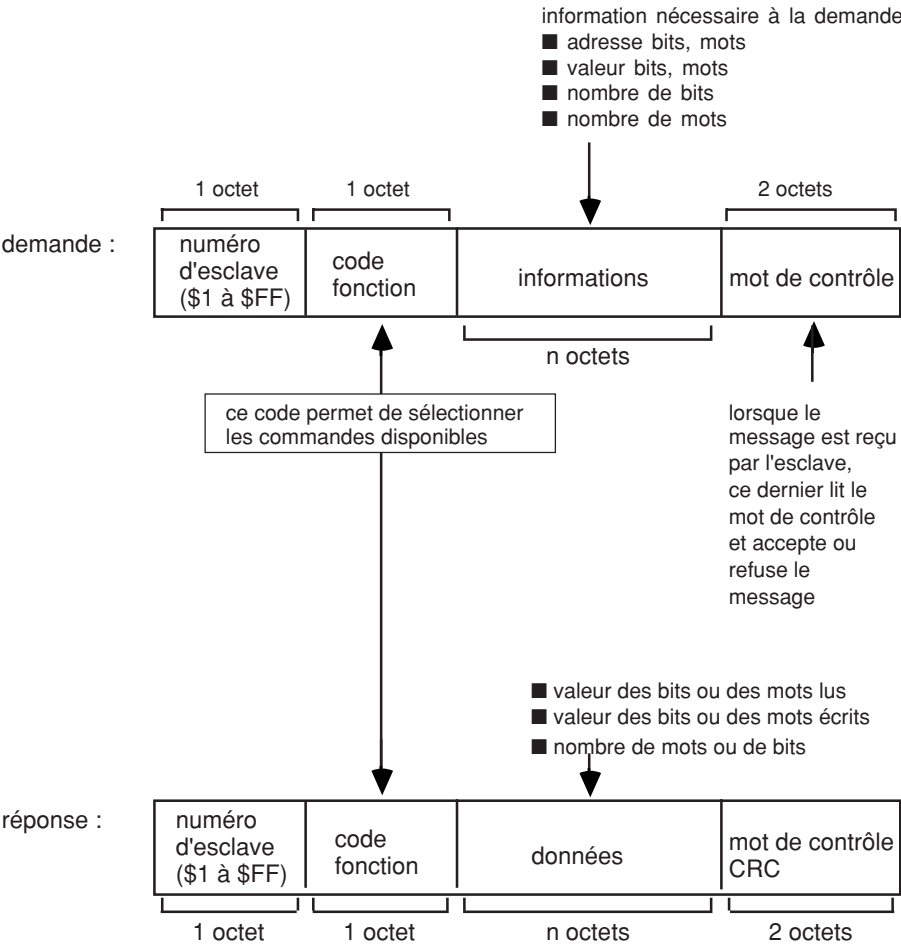 information nécessaire à la demande
■ adresse bits, mots
■ valeur bits, mots
■ nombre de bits
■ nombre de mots
1 octet
1 octet
2 octets
demande :
numéro
d'esclave
($1 à $FF)
code
fonction
informations
mot de contrôle
n octets
ce code permet de sélectionner
les commandes disponibles
lorsque le
message est reçu
par l'esclave,
ce dernier lit le
mot de contrôle
et accepte ou
refuse le
message
■ valeur des bits ou des mots lus
■ valeur des bits ou des mots écrits
■ nombre de mots ou de bits
réponse :
numéro
d'esclave
($1 à $FF)
code
fonction
données
mot de contrôle
CRC
1 octet
1 octet
n octets
2 octets